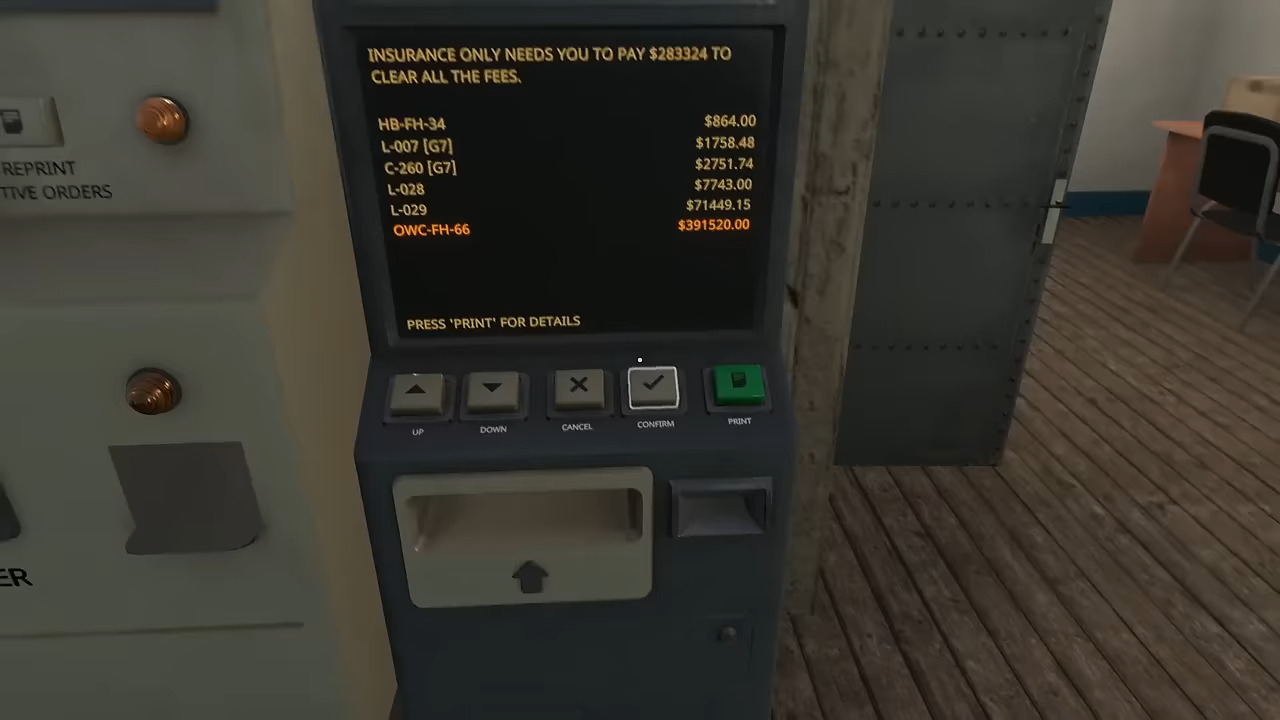 INSURANCE ONLY NEEDS YOU TO PAY $283324 TO
CLEAR ALL THE FEES.
HB-FH-34 $864.00
L-007 [G7] $1758.48
C-260 [G7] $2751.74
L-028 $7743.00
L-029 $71449.15
OWC-FH-66 $391520.00
PRESS 'PRINT' FOR DETAILS
UP DOWN CANCEL CONFIRM PRINT
REPRINT
TIVE ORDERS
ER